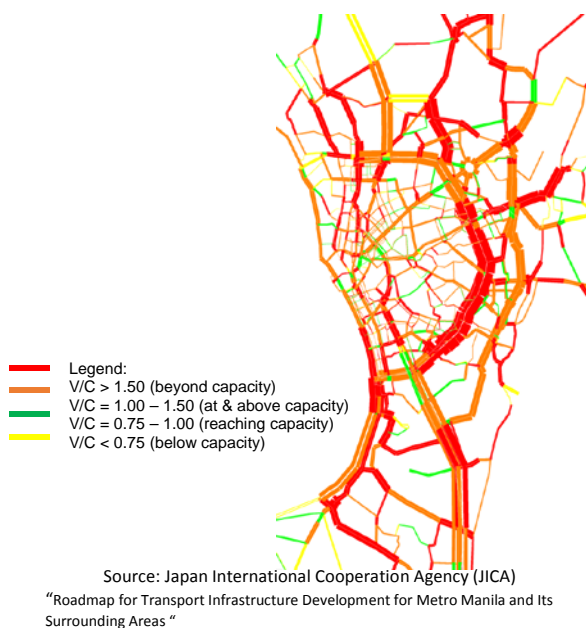 Legend:
V/C > 1.50 (beyond capacity)
V/C = 1.00 – 1.50 (at & above capacity)
V/C = 0.75 – 1.00 (reaching capacity)
V/C < 0.75 (below capacity)
Source: Japan International Cooperation Agency (JICA)
“Roadmap for Transport Infrastructure Development for Metro Manila and Its
Surrounding Areas “